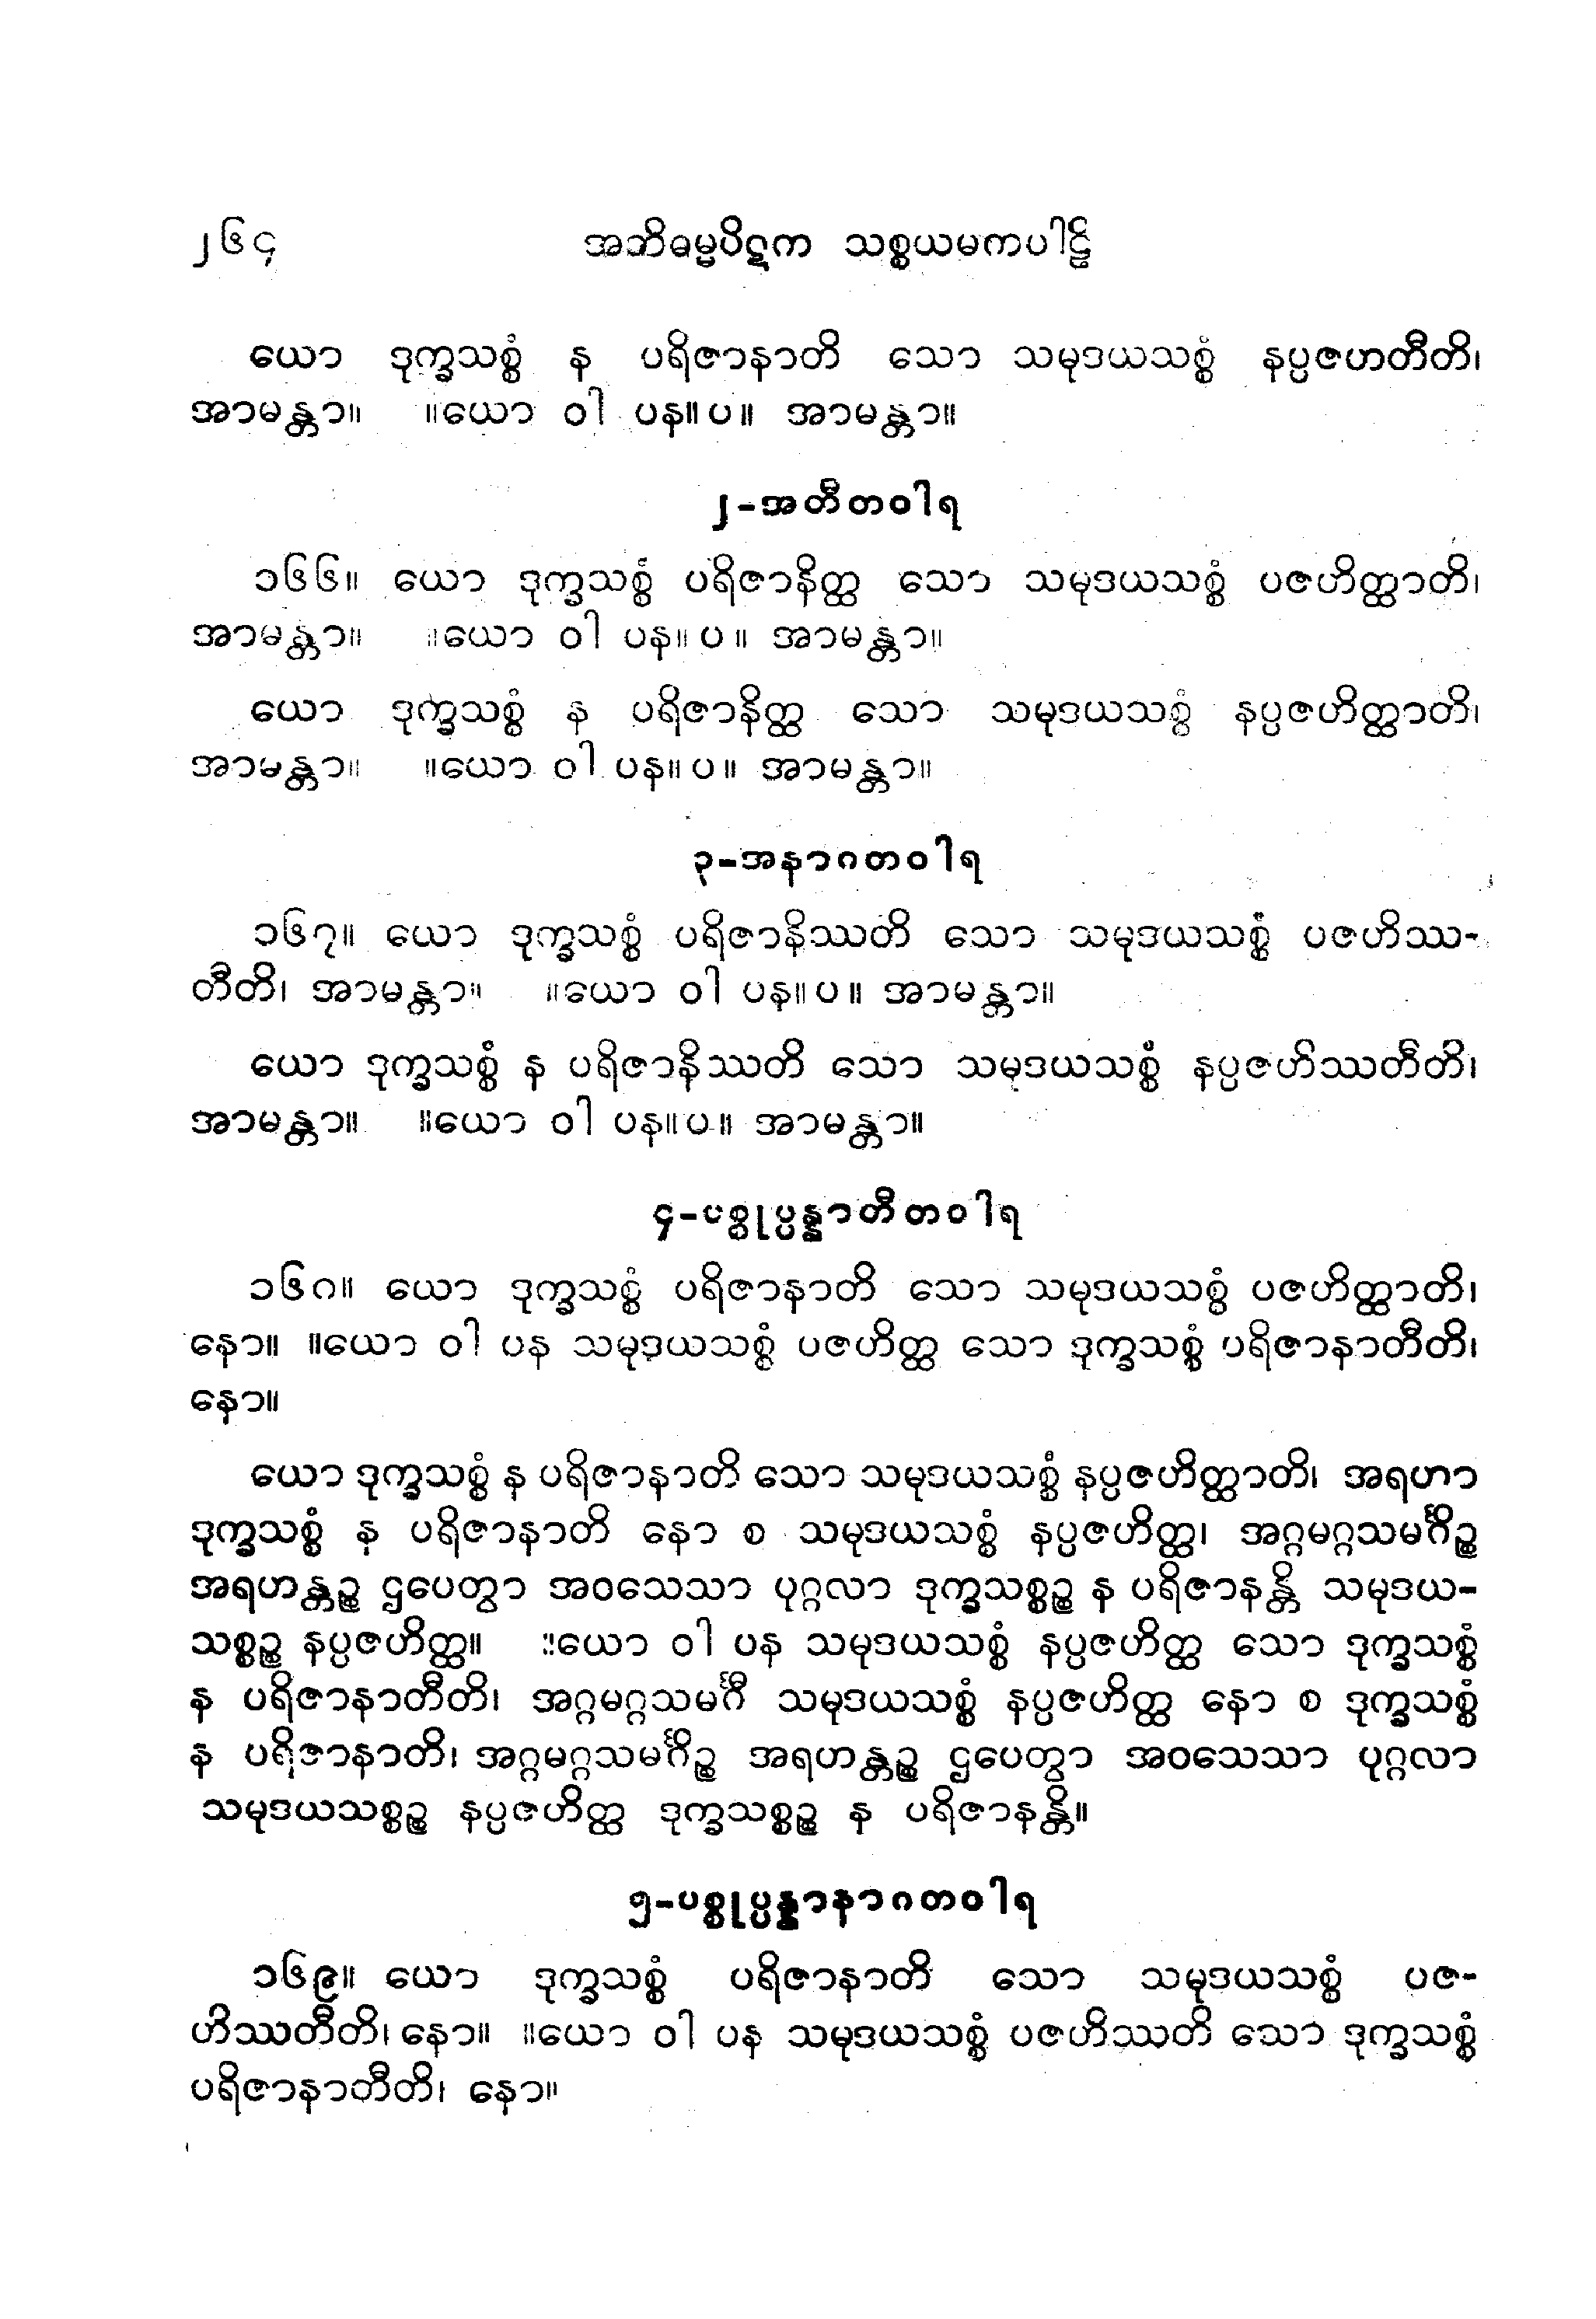 ၂၆၄ အဘိဓမ္မပိဋက သစ္စယမကပါဠိ
ယော ဒုက္ခသစ္စံ န ပရိဇာနာတိ သော သမုဒယသစ္စံ နပ္ပဇဟတီတိ၊
အာမန္တာ။ ။ယော ဝါ ပန။ပ။ အာမန္တာ။
၂-အတီတဝါရ
၁၆၆။ ယော ဒုက္ခသစ္စံ ပရိဇာနိတ္ထ သော သမုဒယသစ္စံ ပဇဟိတ္ထာတိ၊
အာမန္တာ။ ။ယော ဝါ ပန။ပ။ အာမန္တာ။
ယော ဒုက္ခသစ္စံ န ပရိဇာနိတ္ထ သော သမုဒယသစ္စံ နပ္ပဇဟိတ္ထာတိ၊
အာမန္တာ။ ။ယော ဝါ ပန။ပ။ အာမန္တာ။
၃-အနာဂတဝါရ
၁၆၇။ ယော ဒုက္ခသစ္စံ ပရိဇာနိဿတိ သော သမုဒယသစ္စံ ပဇဟိဿ-
တီတိ၊ အာမန္တာ။ ။ယော ဝါ ပန။ပ။ အာမန္တာ။
ယော ဒုက္ခသစ္စံ န ပရိဇာနိဿတိ သော သမုဒယသစ္စံ နပ္ပဇဟိဿတီတိ၊
အာမန္တာ။ ။ယော ဝါ ပန။ပ။ အာမန္တာ။
၄-ပစ္စုပ္ပန္နာတီတဝါရ
၁၆၈။ ယော ဒုက္ခသစ္စံ ပရိဇာနာတိ သော သမုဒယသစ္စံ ပဇဟိတ္ထာတိ၊
နော။ ။ယော ဝါ ပန သမုဒယသစ္စံ ပဇဟိတ္ထ သော ဒုက္ခသစ္စံ ပရိဇာနာတီတိ၊
နော။
ယော ဒုက္ခသစ္စံ န ပရိဇာနာတိ သော သမုဒယသစ္စံ နပ္ပဇဟိတ္ထာတိ၊ အရဟာ
ဒုက္ခသစ္စံ န ပရိဇာနာတိ နော စ သမုဒယသစ္စံ နပ္ပဇဟိတ္ထ၊ အဂ္ဂမဂ္ဂသမင်္ဂိဉ္စ
အရဟန္တဉ္စ ဌပေတွာ အဝသေသာ ပုဂ္ဂလာ ဒုက္ခသစ္စဉ္စ န ပရိဇာနန္တိ သမုဒယ-
သစ္စဉ္စ နပ္ပဇဟိတ္ထ။ ။ယော ဝါ ပန သမုဒယသစ္စံ နပ္ပဇဟိတ္ထ သော ဒုက္ခသစ္စံ
န ပရိဇာနာတီတိ၊ အဂ္ဂမဂ္ဂသမင်္ဂီ သမုဒယသစ္စံ နပ္ပဇဟိတ္ထ နော စ ဒုက္ခသစ္စံ
န ပရိဇာနာတိ၊ အဂ္ဂမဂ္ဂသမင်္ဂိဉ္စ အရဟန္တဉ္စ ဌပေတွာ အဝသေသာ ပုဂ္ဂလာ
သမုဒယသစ္စဉ္စ နပ္ပဇဟိတ္ထ ဒုက္ခသစ္စဉ္စ န ပရိဇာနန္တိ။
၅-ပစ္စုပ္ပန္နာနာဂတဝါရ
၁၆၉။ ယော ဒုက္ခသစ္စံ ပရိဇာနာတိ သော သမုဒယသစ္စံ ပဇ-
ဟိဿတီတိ၊ နော။ ။ယော ဝါ ပန သမုဒယသစ္စံ ပဇဟိဿတိ သော ဒုက္ခသစ္စံ
ပရိဇာနာတီတိ၊ နော။